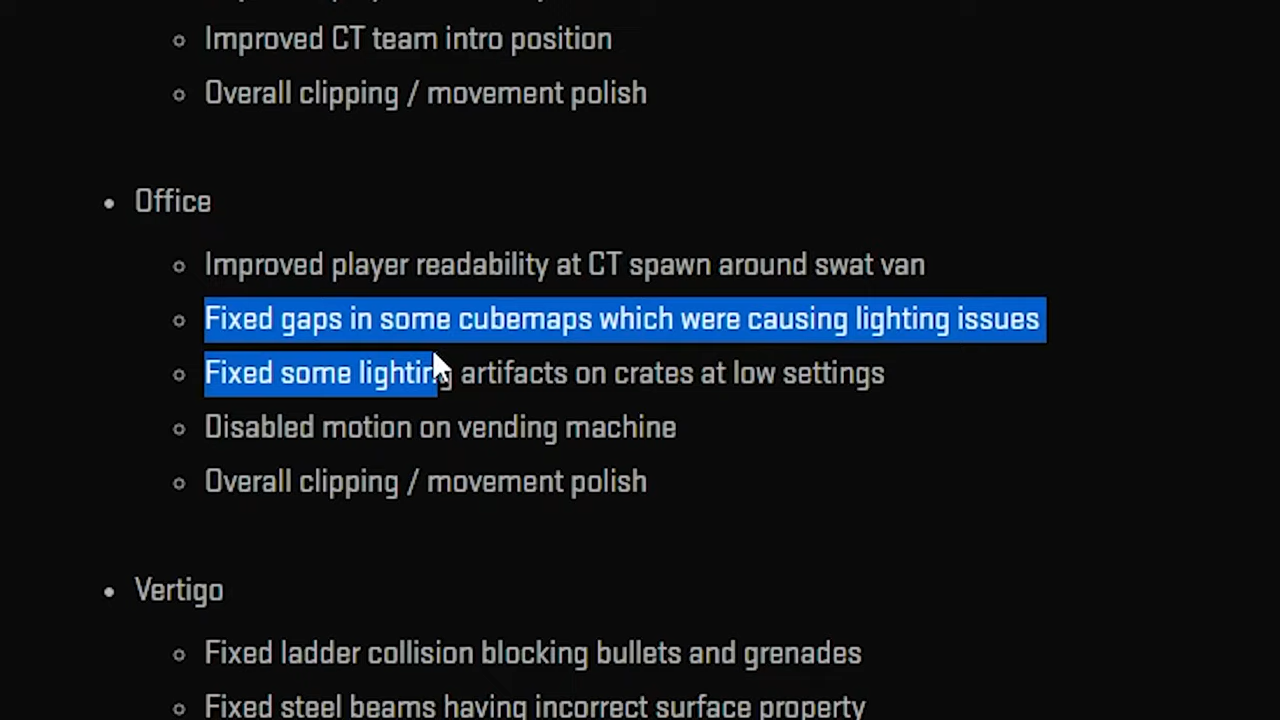 Improved CT team intro position
Overall clipping / movement polish
Office
Improved player readability at CT spawn around swat van
Fixed gaps in some cubemaps which were causing lighting issues
Fixed some lighting artifacts on crates at low settings
Disabled motion on vending machine
Overall clipping / movement polish
Vertigo
Fixed ladder collision blocking bullets and grenades
Fixed steel beams having incorrect surface property